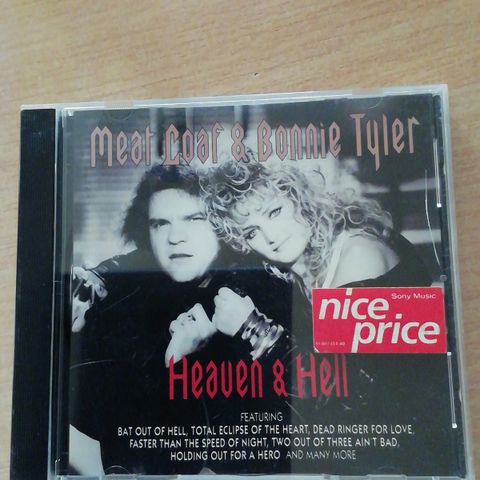 Meat Loaf & Bonnie Tyler
Sony Music
nice
price
Heaven & Hell
FEATURING
BAT OUT OF HELL, TOTAL ECLIPSE OF THE HEART, DEAD RINGER FOR LOVE,
FASTER THAN THE SPEED OF NIGHT, TWO OUT OF THREE AIN'T BAD,
HOLDING OUT FOR A HERO AND MANY MORE